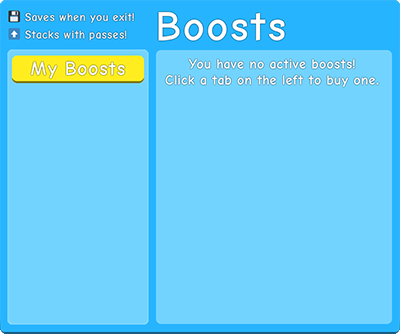 Saves when you exit!
Stacks with passes!
Boosts
My Boosts
You have no active boosts!
Click a tab on the left to buy one.